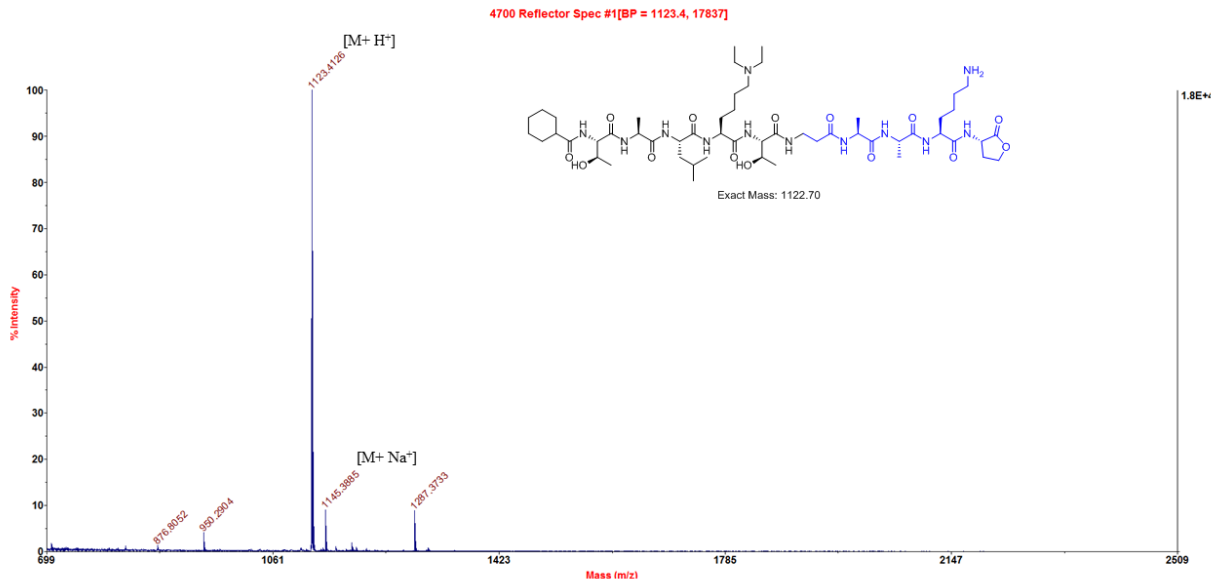 4700 Reflector Spec #1[BP = 1123.4, 17837]
[M+ H+]
1123.4126
1.8E+
% Intensity
100
90
80
70
60
50
40
30
20
10
0
N
NH2
H
N
O
HO
N
H
O
H
N
O
N
H
O
H
N
O
HO
N
H
O
N
H
O
H
N
O
N
H
O
H
N
O
O
Exact Mass: 1122.70
[M+ Na+]
876.8052
950.2904
1145.3885
1287.3733
699
1061
1423
1785
2147
2509
Mass (m/z)